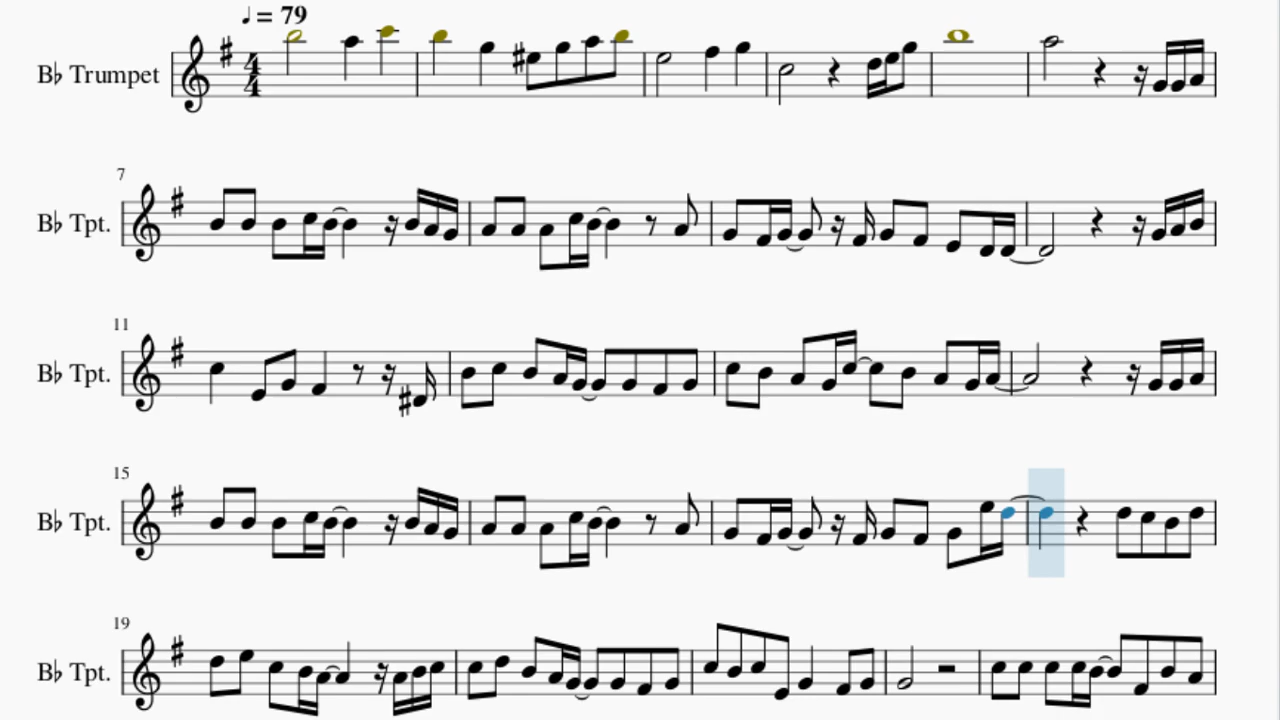 ♩ = 79
B♭ Trumpet
4
4
7
B♭ Tpt.
11
B♭ Tpt.
15
B♭ Tpt.
19
B♭ Tpt.